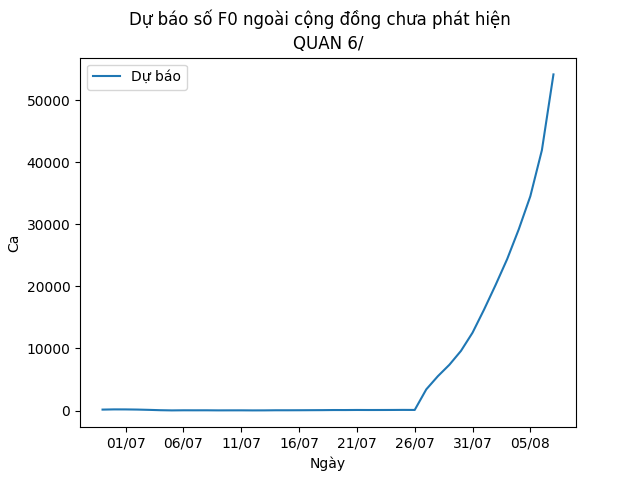 Dự báo số F0 ngoài cộng đồng chưa phát hiện
QUAN 6/
Dự báo
50000
40000
30000
20000
10000
0
Ca
01/07 06/07 11/07 16/07 21/07 26/07 31/07 05/08
Ngày